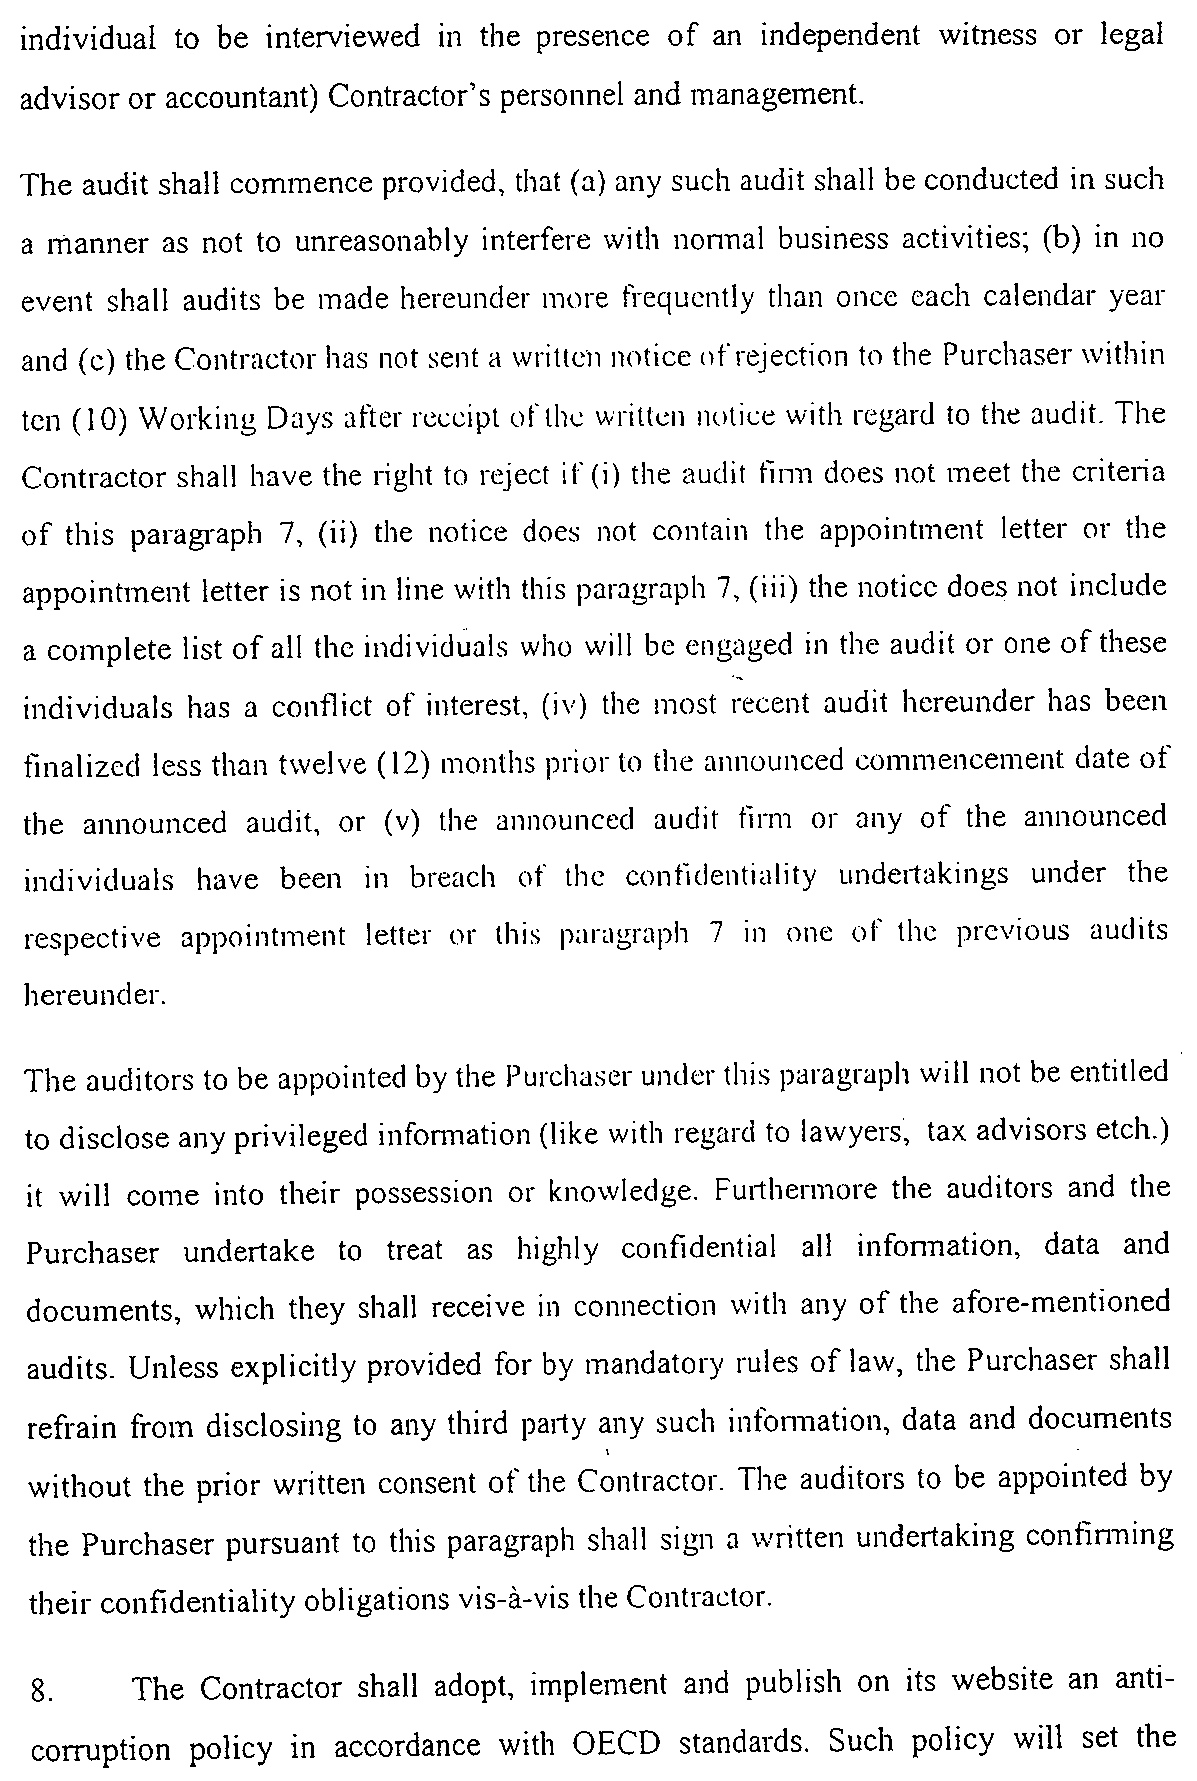 individual to be interviewed in the presence of an independent witness or legal
advisor or accountant) Contractor's personnel and management.
The audit shall commence provided, that (a) any such audit shall be conducted in such
a manner as not to unreasonably interfere with normal business activities; (b) in no
event shall audits be made hereunder more frequently than once each calendar year
and (c) the Contractor has not sent a written notice of rejection to the Purchaser within
ten (10) Working Days after receipt of the written notice with regard to the audit. The
Contractor shall have the right to reject if (i) the audit firm does not meet the criteria
of this paragraph 7, (ii) the notice does not contain the appointment letter or the
appointment letter is not in line with this paragraph 7, (iii) the notice does not include
a complete list of all the individuals who will be engaged in the audit or one of these
individuals has a conflict of interest, (iv) the most recent audit hereunder has been
finalized less than twelve (12) months prior to the announced commencement date of
the announced audit, or (v) the announced audit firm or any of the announced
individuals have been in breach of the confidentiality undertakings under the
respective appointment letter or this paragraph 7 in one of the previous audits
hereunder.
The auditors to be appointed by the Purchaser under this paragraph will not be entitled
to disclose any privileged information (like with regard to lawyers, tax advisors etch.)
it will come into their possession or knowledge. Furthermore the auditors and the
Purchaser undertake to treat as highly confidential all information, data and
documents, which they shall receive in connection with any of the afore-mentioned
audits. Unless explicitly provided for by mandatory rules of law, the Purchaser shall
refrain from disclosing to any third party any such information, data and documents
without the prior written consent of the Contractor. The auditors to be appointed by
the Purchaser pursuant to this paragraph shall sign a written undertaking confirming
their confidentiality obligations vis-à-vis the Contractor.
8. The Contractor shall adopt, implement and publish on its website an anti-
corruption policy in accordance with OECD standards. Such policy will set the